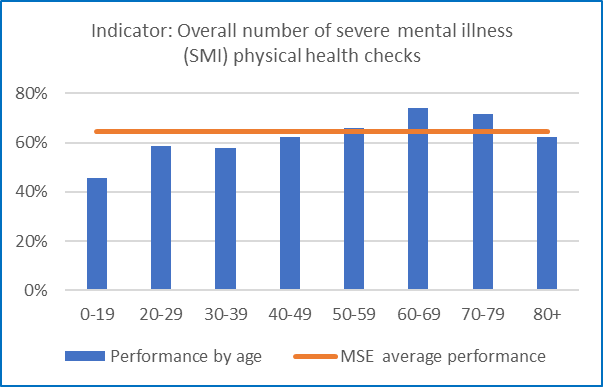 Indicator: Overall number of severe mental illness
(SMI) physical health checks
80%
60%
40%
20%
0%
0-19 20-29 30-39 40-49 50-59 60-69 70-79 80+
Performance by age MSE average performance